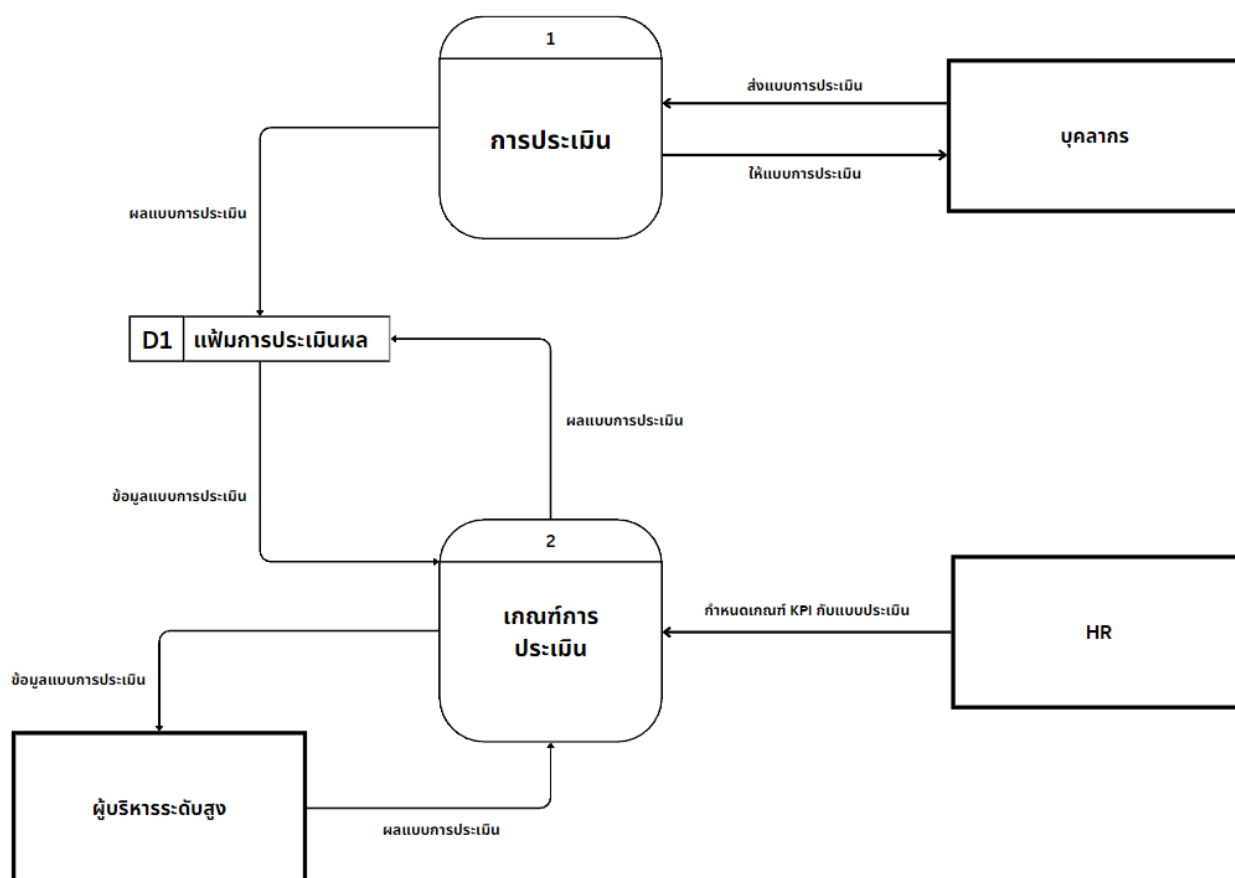 1
การประเมิน
ส่งแบบการประเมิน
ให้แบบการประเมิน
บุคลากร
ผลแบบการประเมิน
D1 แฟ้มการประเมินผล
ผลแบบการประเมิน
ข้อมูลแบบการประเมิน
2
เกณฑ์การ
ประเมิน
กำหนดเกณฑ์ KPI กับแบบประเมิน
HR
ข้อมูลแบบการประเมิน
ผู้บริหารระดับสูง
ผลแบบการประเมิน